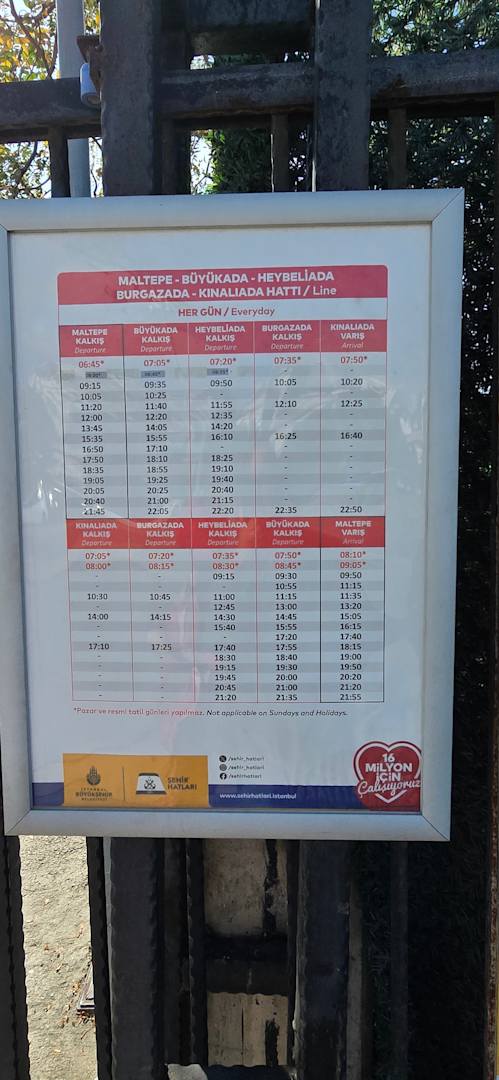 MALTEPE - BÜYÜKADA - HEYBELİADA
BURGAZADA - KINALIADA HATTI / Line
HER GÜN / Everyday
MALTEPE BÜYÜKADA HEYBELİADA BURGAZADA KINALIADA
KALKIŞ KALKIŞ KALKIŞ KALKIŞ VARIŞ
Departure Departure Departure Departure Arrival
06:45* 07:05* 07:20* 07:35* 07:50*
- -
09:15 09:35 09:50 10:05 10:20
10:05 10:25 - - -
11:20 11:40 11:55 12:10 12:25
12:00 12:20 12:35 - -
13:45 14:05 14:20 - -
15:35 15:55 16:10 16:25 16:40
16:50 17:10 - - -
17:50 18:10 18:25 - -
18:35 18:55 19:10 - -
19:05 19:25 19:40 - -
20:05 20:25 20:40 - -
20:40 21:00 21:15 - -
21:45 22:05 22:20 22:35 22:50
KINALIADA BURGAZADA HEYBELİADA BÜYÜKADA MALTEPE
KALKIŞ KALKIŞ KALKIŞ KALKIŞ VARIŞ
Departure Departure Departure Departure Arrival
07:05* 07:20* 07:35* 07:50* 08:10*
08:00* 08:15* 08:30* 08:45* 09:05*
- - 09:15 09:30 09:50
- - - 10:55 11:15
10:30 10:45 11:00 11:15 11:35
- - 12:45 13:00 13:20
14:00 14:15 14:30 14:45 15:05
- - 15:40 15:55 16:15
- - - 17:20 17:40
17:10 17:25 17:40 17:55 18:15
- - 18:30 18:40 19:00
- - 19:15 19:30 19:50
- - 19:45 20:00 20:20
- - 20:45 21:00 21:20
- - 21:20 21:35 21:55
*Pazar ve resmi tatil günleri yapılmaz. Not applicable on Sundays and Holidays.
İSTANBUL
BÜYÜKŞEHİR
BELEDİYESİ
ŞEHİR
HATLARI
/sehir_hatlari
/sehir_hatlari
/sehirhatlari
www.sehirhatlari.istanbul
16
MİLYON
İÇİN
Çalışıyoruz